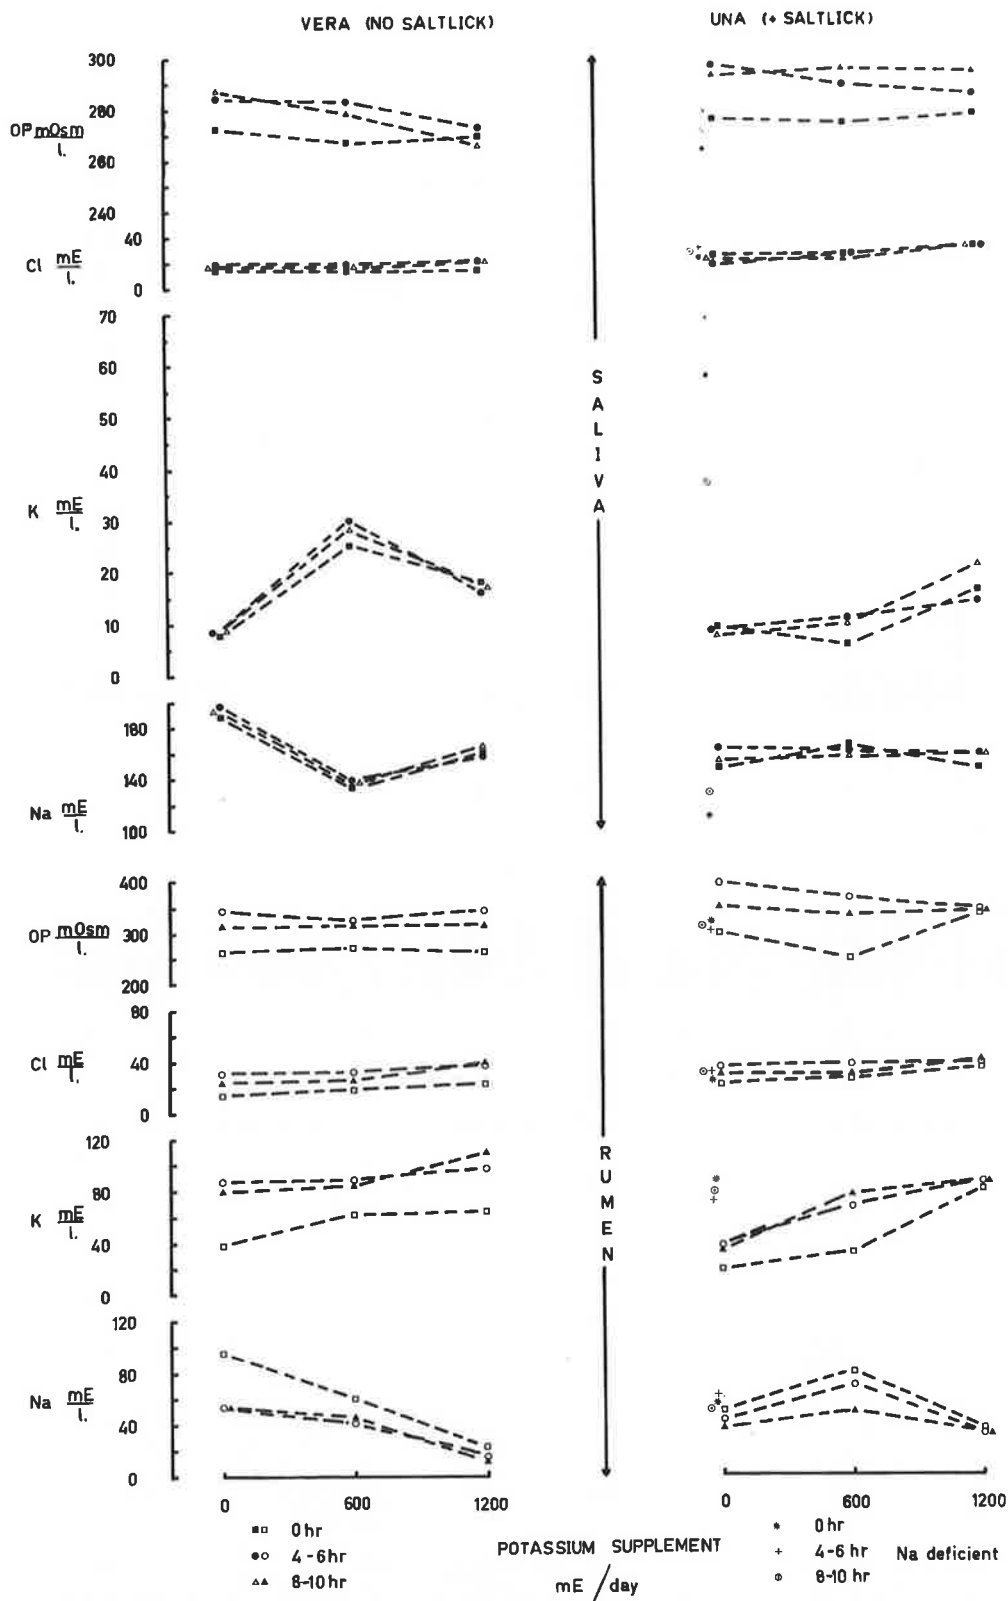 VERA (NO SALTLICK)
UNA (+ SALTLICK)
300
280
OP mOsm
l.
260
240
40
Cl mE
l.
0
70
60
50
40
K mE
l.
30
20
10
0
180
140
Na mE
l.
100
SALIVA
400
OP mOsm
l.
300
200
80
Cl mE
l.
40
0
120
80
K mE
l.
40
0
120
80
Na mE
l.
40
0
RUMEN
0 600 1200
0 600 1200
■□ 0 hr
●○ 4-6 hr
△▲ 8-10 hr
POTASSIUM SUPPLEMENT
mE / day
* 0 hr
+ 4-6 hr Na deficient
⊙ 8-10 hr